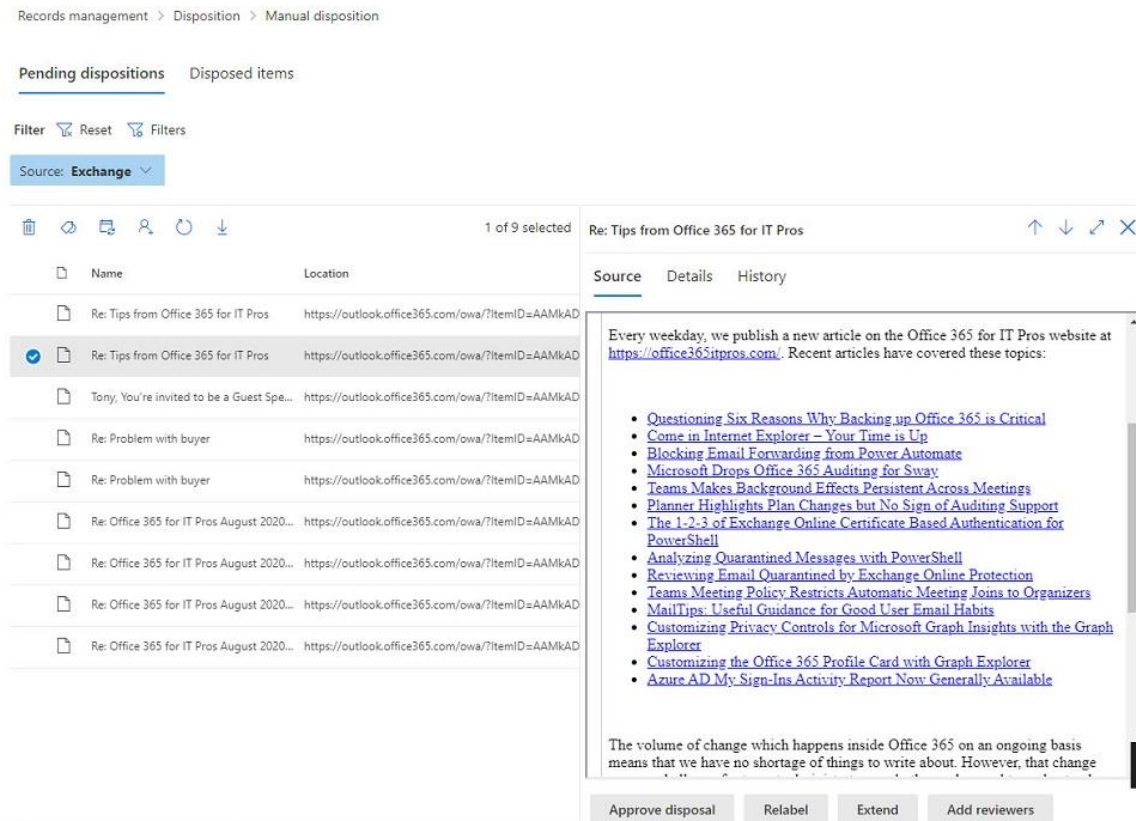 Records management > Disposition > Manual disposition
Pending dispositions Disposed items
Filter Reset Filters
Source: Exchange
1 of 9 selected
Name Location
Re: Tips from Office 365 for IT Pros https://outlook.office365.com/owa/?ItemID=AAMkAD
Re: Tips from Office 365 for IT Pros https://outlook.office365.com/owa/?ItemID=AAMkAD
Tony, You're invited to be a Guest Spe... https://outlook.office365.com/owa/?ItemID=AAMkAD
Re: Problem with buyer https://outlook.office365.com/owa/?ItemID=AAMkAD
Re: Problem with buyer https://outlook.office365.com/owa/?ItemID=AAMkAD
Re: Office 365 for IT Pros August 2020... https://outlook.office365.com/owa/?ItemID=AAMkAD
Re: Office 365 for IT Pros August 2020... https://outlook.office365.com/owa/?ItemID=AAMkAD
Re: Office 365 for IT Pros August 2020... https://outlook.office365.com/owa/?ItemID=AAMkAD
Re: Office 365 for IT Pros August 2020... https://outlook.office365.com/owa/?ItemID=AAMkAD
Re: Tips from Office 365 for IT Pros
Source Details History
Every weekday, we publish a new article on the Office 365 for IT Pros website at
https://office365itpros.com/. Recent articles have covered these topics:
• Questioning Six Reasons Why Backing up Office 365 is Critical
• Come in Internet Explorer – Your Time is Up
• Blocking Email Forwarding from Power Automate
• Microsoft Drops Office 365 Auditing for Sway
• Teams Makes Background Effects Persistent Across Meetings
• Planner Highlights Plan Changes but No Sign of Auditing Support
• The 1-2-3 of Exchange Online Certificate Based Authentication for
PowerShell
• Analyzing Quarantined Messages with PowerShell
• Reviewing Email Quarantined by Exchange Online Protection
• Teams Meeting Policy Restricts Automatic Meeting Joins to Organizers
• MailTips: Useful Guidance for Good User Email Habits
• Customizing Privacy Controls for Microsoft Graph Insights with the Graph
Explorer
• Customizing the Office 365 Profile Card with Graph Explorer
• Azure AD My Sign-Ins Activity Report Now Generally Available
The volume of change which happens inside Office 365 on an ongoing basis
means that we have no shortage of things to write about. However, that change
Approve disposal Relabel Extend Add reviewers